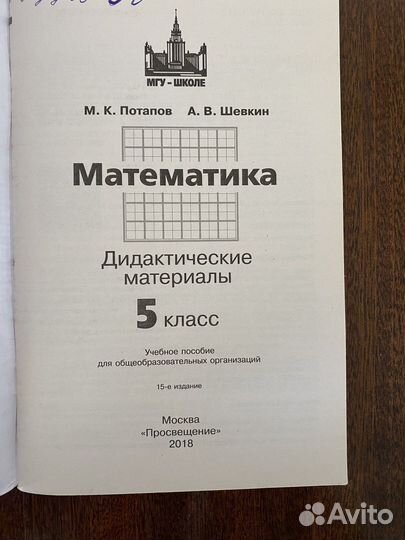 МГУ – ШКОЛЕ
М. К. Потапов А. В. Шевкин
Математика
Дидактические
материалы
5 класс
Учебное пособие
для общеобразовательных организаций
15-е издание
Москва
«Просвещение»
2018
Avito